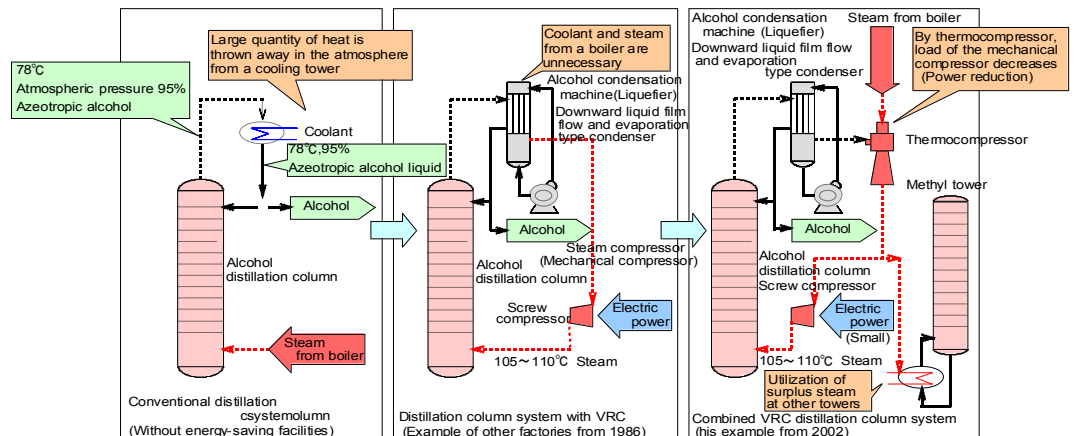 78℃
Atmospheric pressure 95%
Azeotropic alcohol
Large quantity of heat is
thrown away in the atmosphere
from a cooling tower
Coolant
78℃,95%
Azeotropic alcohol liquid
Alcohol
Alcohol
distillation column
Steam
from boiler
Conventional distillation
csystemolumn
(Without energy-saving facilities)
Coolant and steam
from a boiler are
unnecessary
Alcohol condensation
machine(Liquefier)
Downward liquid film
flow and evaporation
type condenser
Alcohol
Steam compressor
(Mechanical compressor)
Alcohol
distillation column
Screw
compressor
Electric
power
105～110℃ Steam
Distillation column system with VRC
(Example of other factories from 1986)
Alcohol condensation
machine (Liquefier)
Downward liquid film flow
and evaporation
type condenser
Steam from boiler
By thermocompressor,
load of the mechanical
compressor decreases
(Power reduction)
Thermocompressor
Methyl tower
Alcohol
Alcohol
distillation column
Screw compressor
Electric
power
(Small)
105～110℃ Steam
Utilization of
surplus steam
at other towers
Combined VRC distillation column system
(his example from 2002)